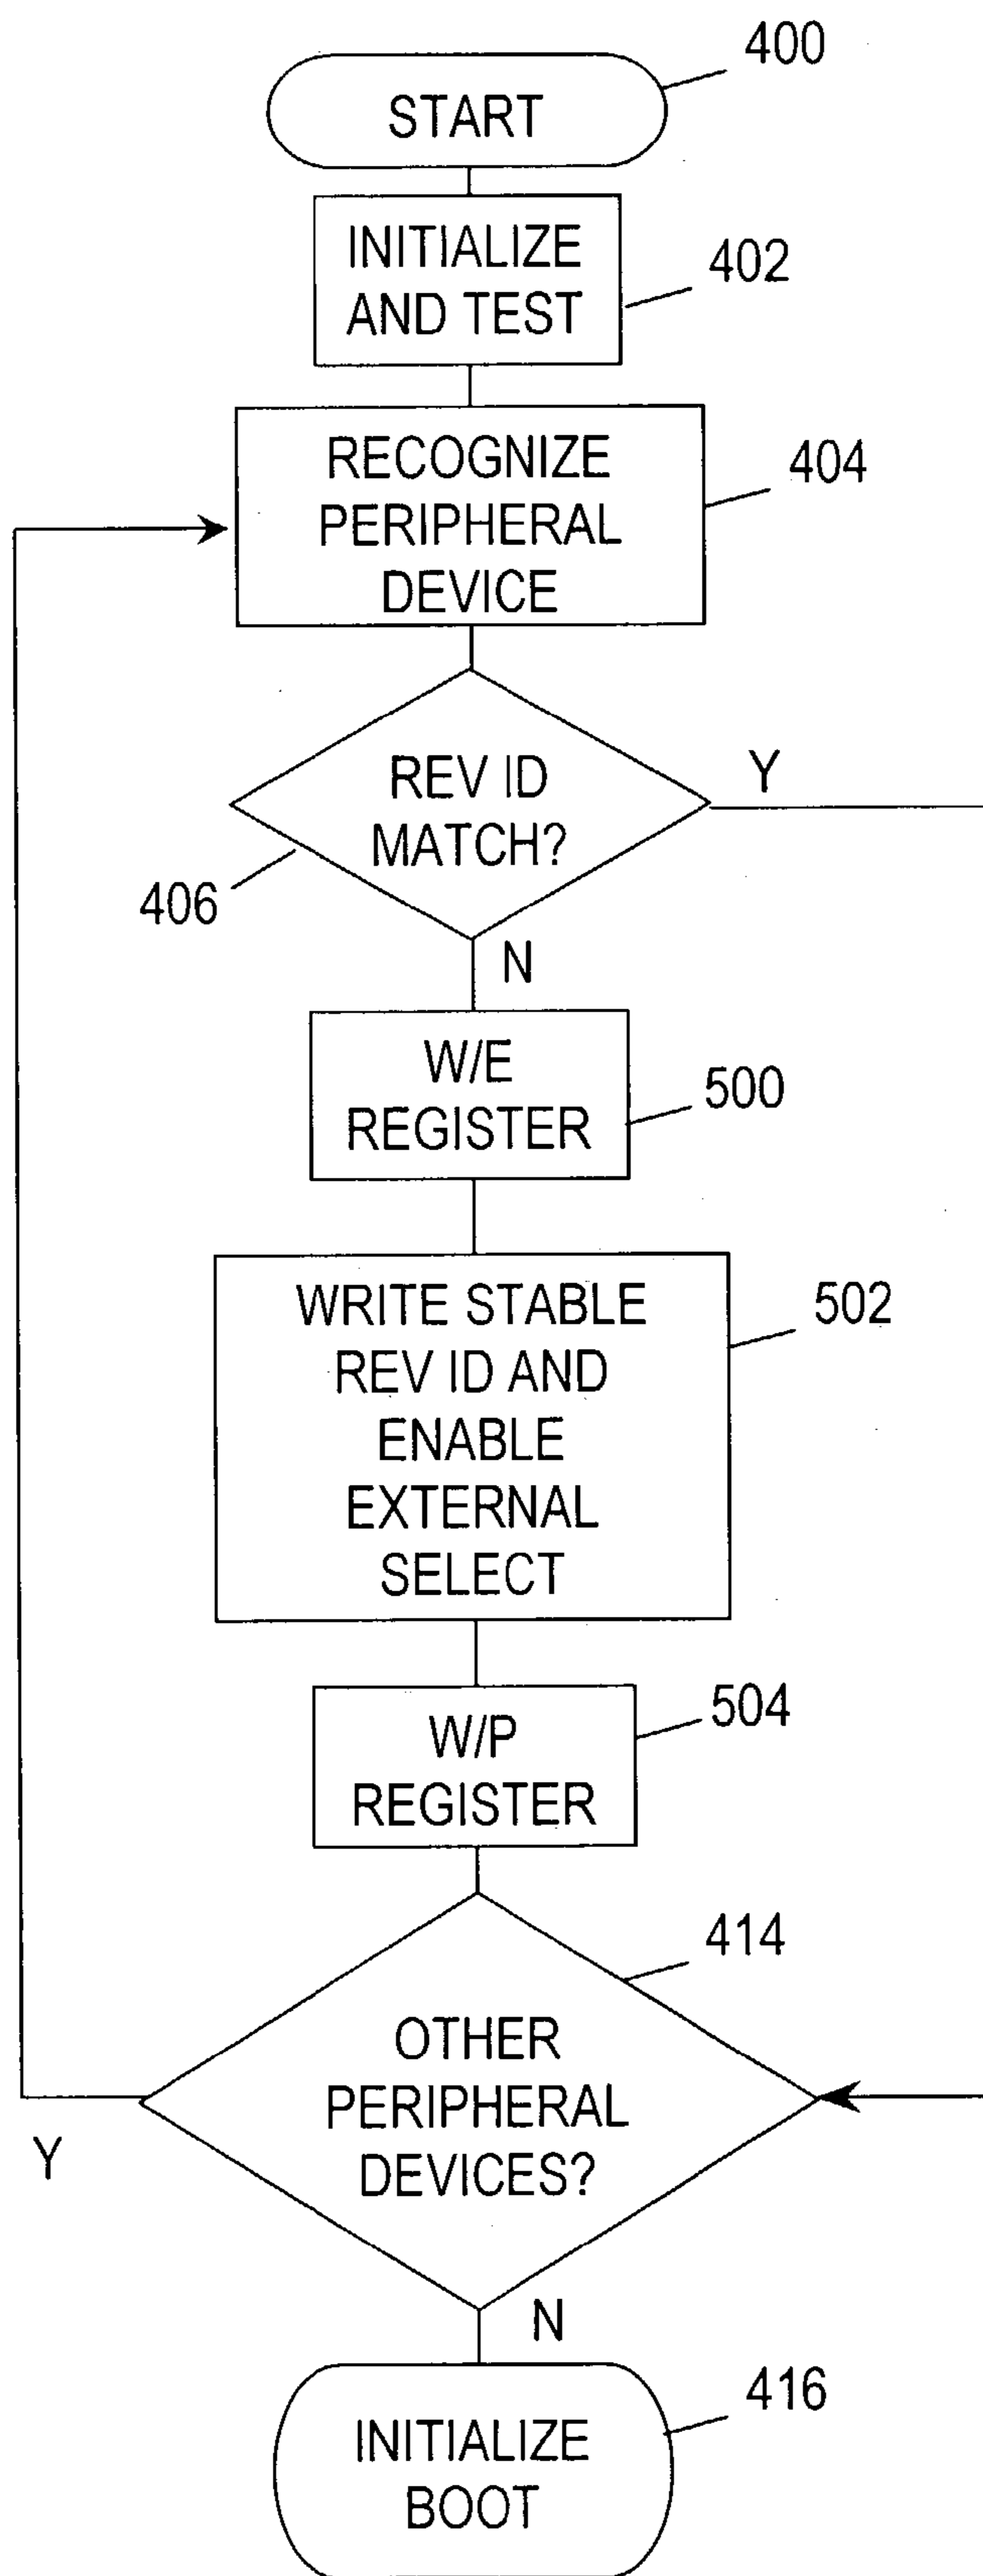 400
START
INITIALIZE
AND TEST
402
RECOGNIZE
PERIPHERAL
DEVICE
404
REV ID
MATCH?
Y
406
N
W/E
REGISTER
500
WRITE STABLE
REV ID AND
ENABLE
EXTERNAL
SELECT
502
W/P
REGISTER
504
414
OTHER
PERIPHERAL
DEVICES?
Y
N
416
INITIALIZE
BOOT